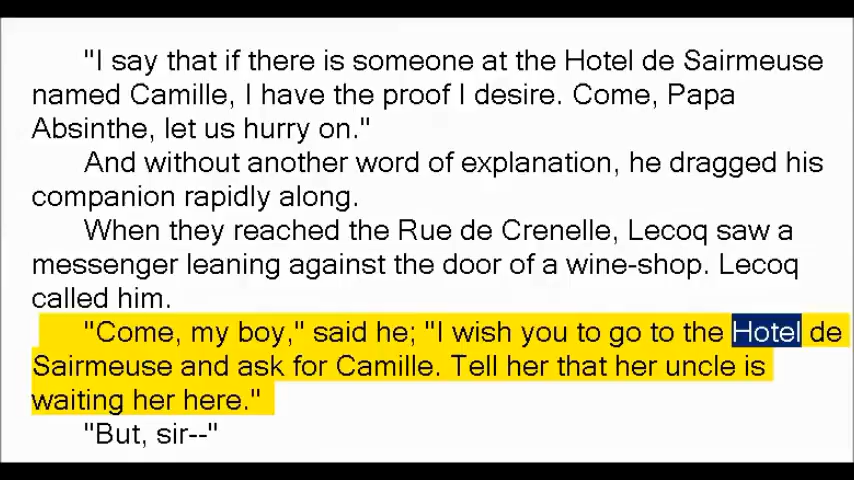 "I say that if there is someone at the Hotel de Sairmeuse
named Camille, I have the proof I desire. Come, Papa
Absinthe, let us hurry on."
And without another word of explanation, he dragged his
companion rapidly along.
When they reached the Rue de Crenelle, Lecoq saw a
messenger leaning against the door of a wine-shop. Lecoq
called him.
"Come, my boy," said he; "I wish you to go to the Hotel de
Sairmeuse and ask for Camille. Tell her that her uncle is
waiting her here."
"But, sir--"